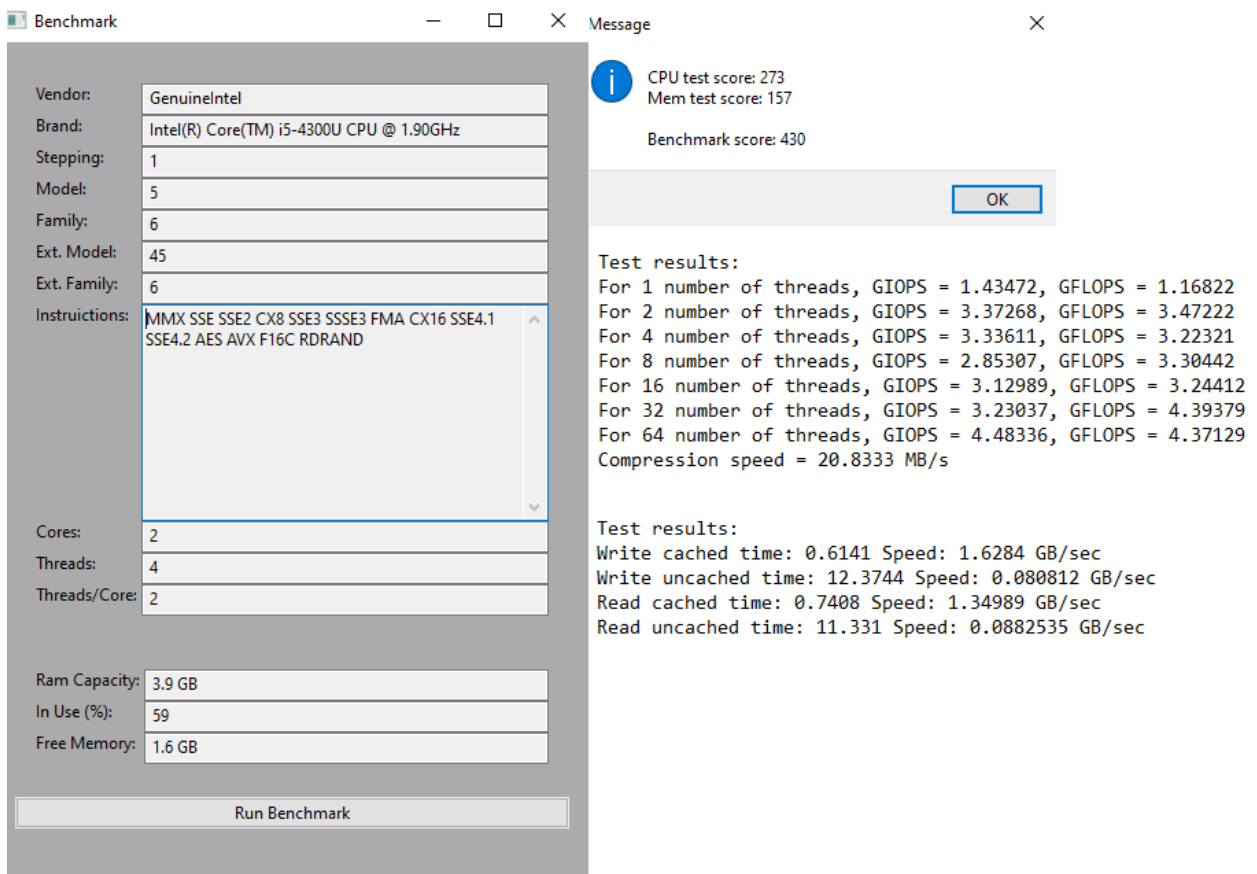 Benchmark
Vendor: GenuineIntel
Brand: Intel(R) Core(TM) i5-4300U CPU @ 1.90GHz
Stepping: 1
Model: 5
Family: 6
Ext. Model: 45
Ext. Family: 6
Instruictions: MMX SSE SSE2 CX8 SSE3 SSSE3 FMA CX16 SSE4.1
SSE4.2 AES AVX F16C RDRAND
Cores: 2
Threads: 4
Threads/Core: 2
Ram Capacity: 3.9 GB
In Use (%): 59
Free Memory: 1.6 GB
Run Benchmark
Message
CPU test score: 273
Mem test score: 157
Benchmark score: 430
OK
Test results:
For 1 number of threads, GIOPS = 1.43472, GFLOPS = 1.16822
For 2 number of threads, GIOPS = 3.37268, GFLOPS = 3.47222
For 4 number of threads, GIOPS = 3.33611, GFLOPS = 3.22321
For 8 number of threads, GIOPS = 2.85307, GFLOPS = 3.30442
For 16 number of threads, GIOPS = 3.12989, GFLOPS = 3.24412
For 32 number of threads, GIOPS = 3.23037, GFLOPS = 4.39379
For 64 number of threads, GIOPS = 4.48336, GFLOPS = 4.37129
Compression speed = 20.8333 MB/s
Test results:
Write cached time: 0.6141 Speed: 1.6284 GB/sec
Write uncached time: 12.3744 Speed: 0.080812 GB/sec
Read cached time: 0.7408 Speed: 1.34989 GB/sec
Read uncached time: 11.331 Speed: 0.0882535 GB/sec